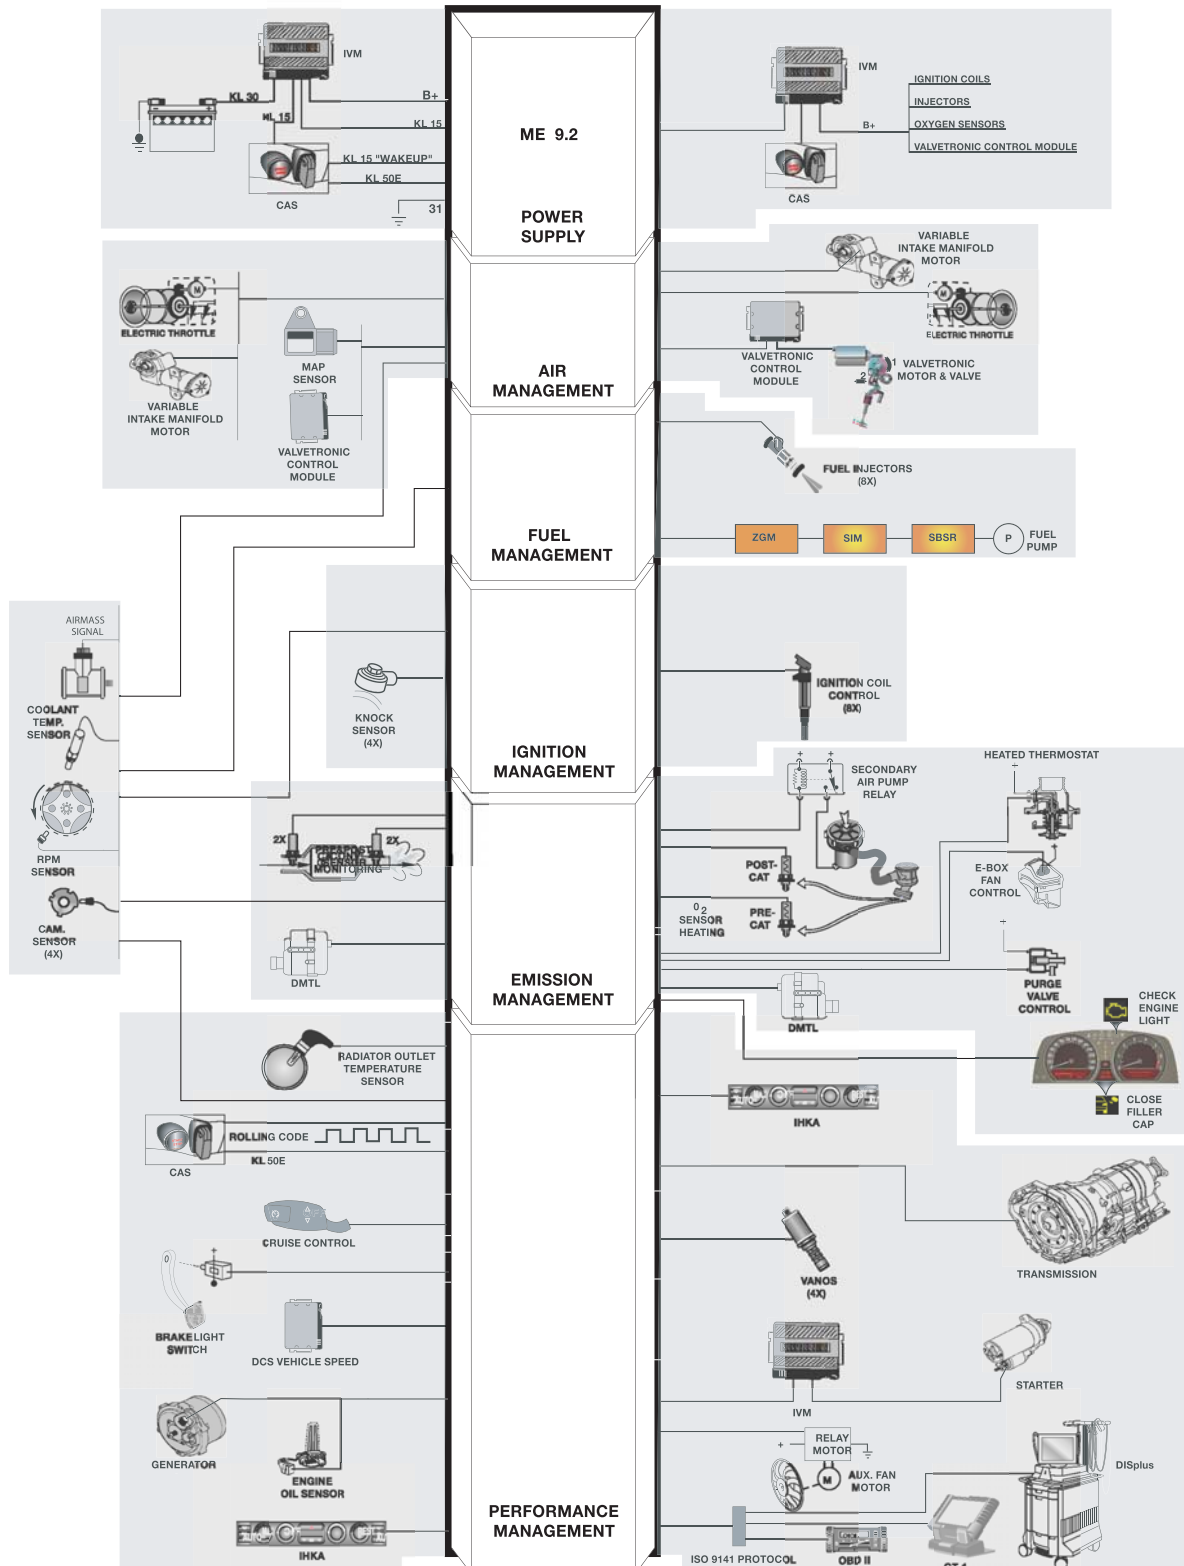 IVM
KL 30
B+
KL 15
KL 15
KL 15 "WAKEUP"
KL 50E
CAS
31
ME 9.2
POWER
SUPPLY
IVM
B+
IGNITION COILS
INJECTORS
OXYGEN SENSORS
VALVETRONIC CONTROL MODULE
CAS
M
ELECTRIC THROTTLE
MAP
SENSOR
VARIABLE
INTAKE MANIFOLD
MOTOR
VALVETRONIC
CONTROL
MODULE
AIR
MANAGEMENT
VARIABLE
INTAKE MANIFOLD
MOTOR
M
ELECTRIC THROTTLE
VALVETRONIC
CONTROL
MODULE
1
2
VALVETRONIC
MOTOR & VALVE
FUEL
MANAGEMENT
FUEL INJECTORS
(8X)
ZGM
SIM
SBSR
P
FUEL
PUMP
AIRMASS
SIGNAL
COOLANT
TEMP.
SENSOR
RPM
SENSOR
CAM.
SENSOR
(4X)
KNOCK
SENSOR
(4X)
IGNITION
MANAGEMENT
IGNITION COIL
CONTROL
(8X)
2X
2X
MONITORING
DMTL
EMISSION
MANAGEMENT
+
+
SECONDARY
AIR PUMP
RELAY
HEATED THERMOSTAT
+
POST-
CAT
PRE-
CAT
O2
SENSOR
HEATING
+
E-BOX
FAN
CONTROL
+
PURGE
VALVE
CONTROL
DMTL
CHECK
ENGINE
LIGHT
CLOSE
FILLER
CAP
RADIATOR OUTLET
TEMPERATURE
SENSOR
CAS
ROLLING CODE
KL 50E
CRUISE CONTROL
+
BRAKE LIGHT
SWITCH
DCS VEHICLE SPEED
GENERATOR
ENGINE
OIL SENSOR
IHKA
PERFORMANCE
MANAGEMENT
IHKA
TRANSMISSION
VANOS
(4X)
IVM
STARTER
+
RELAY
MOTOR
M
AUX. FAN
MOTOR
DISplus
ISO 9141 PROTOCOL
OBD II